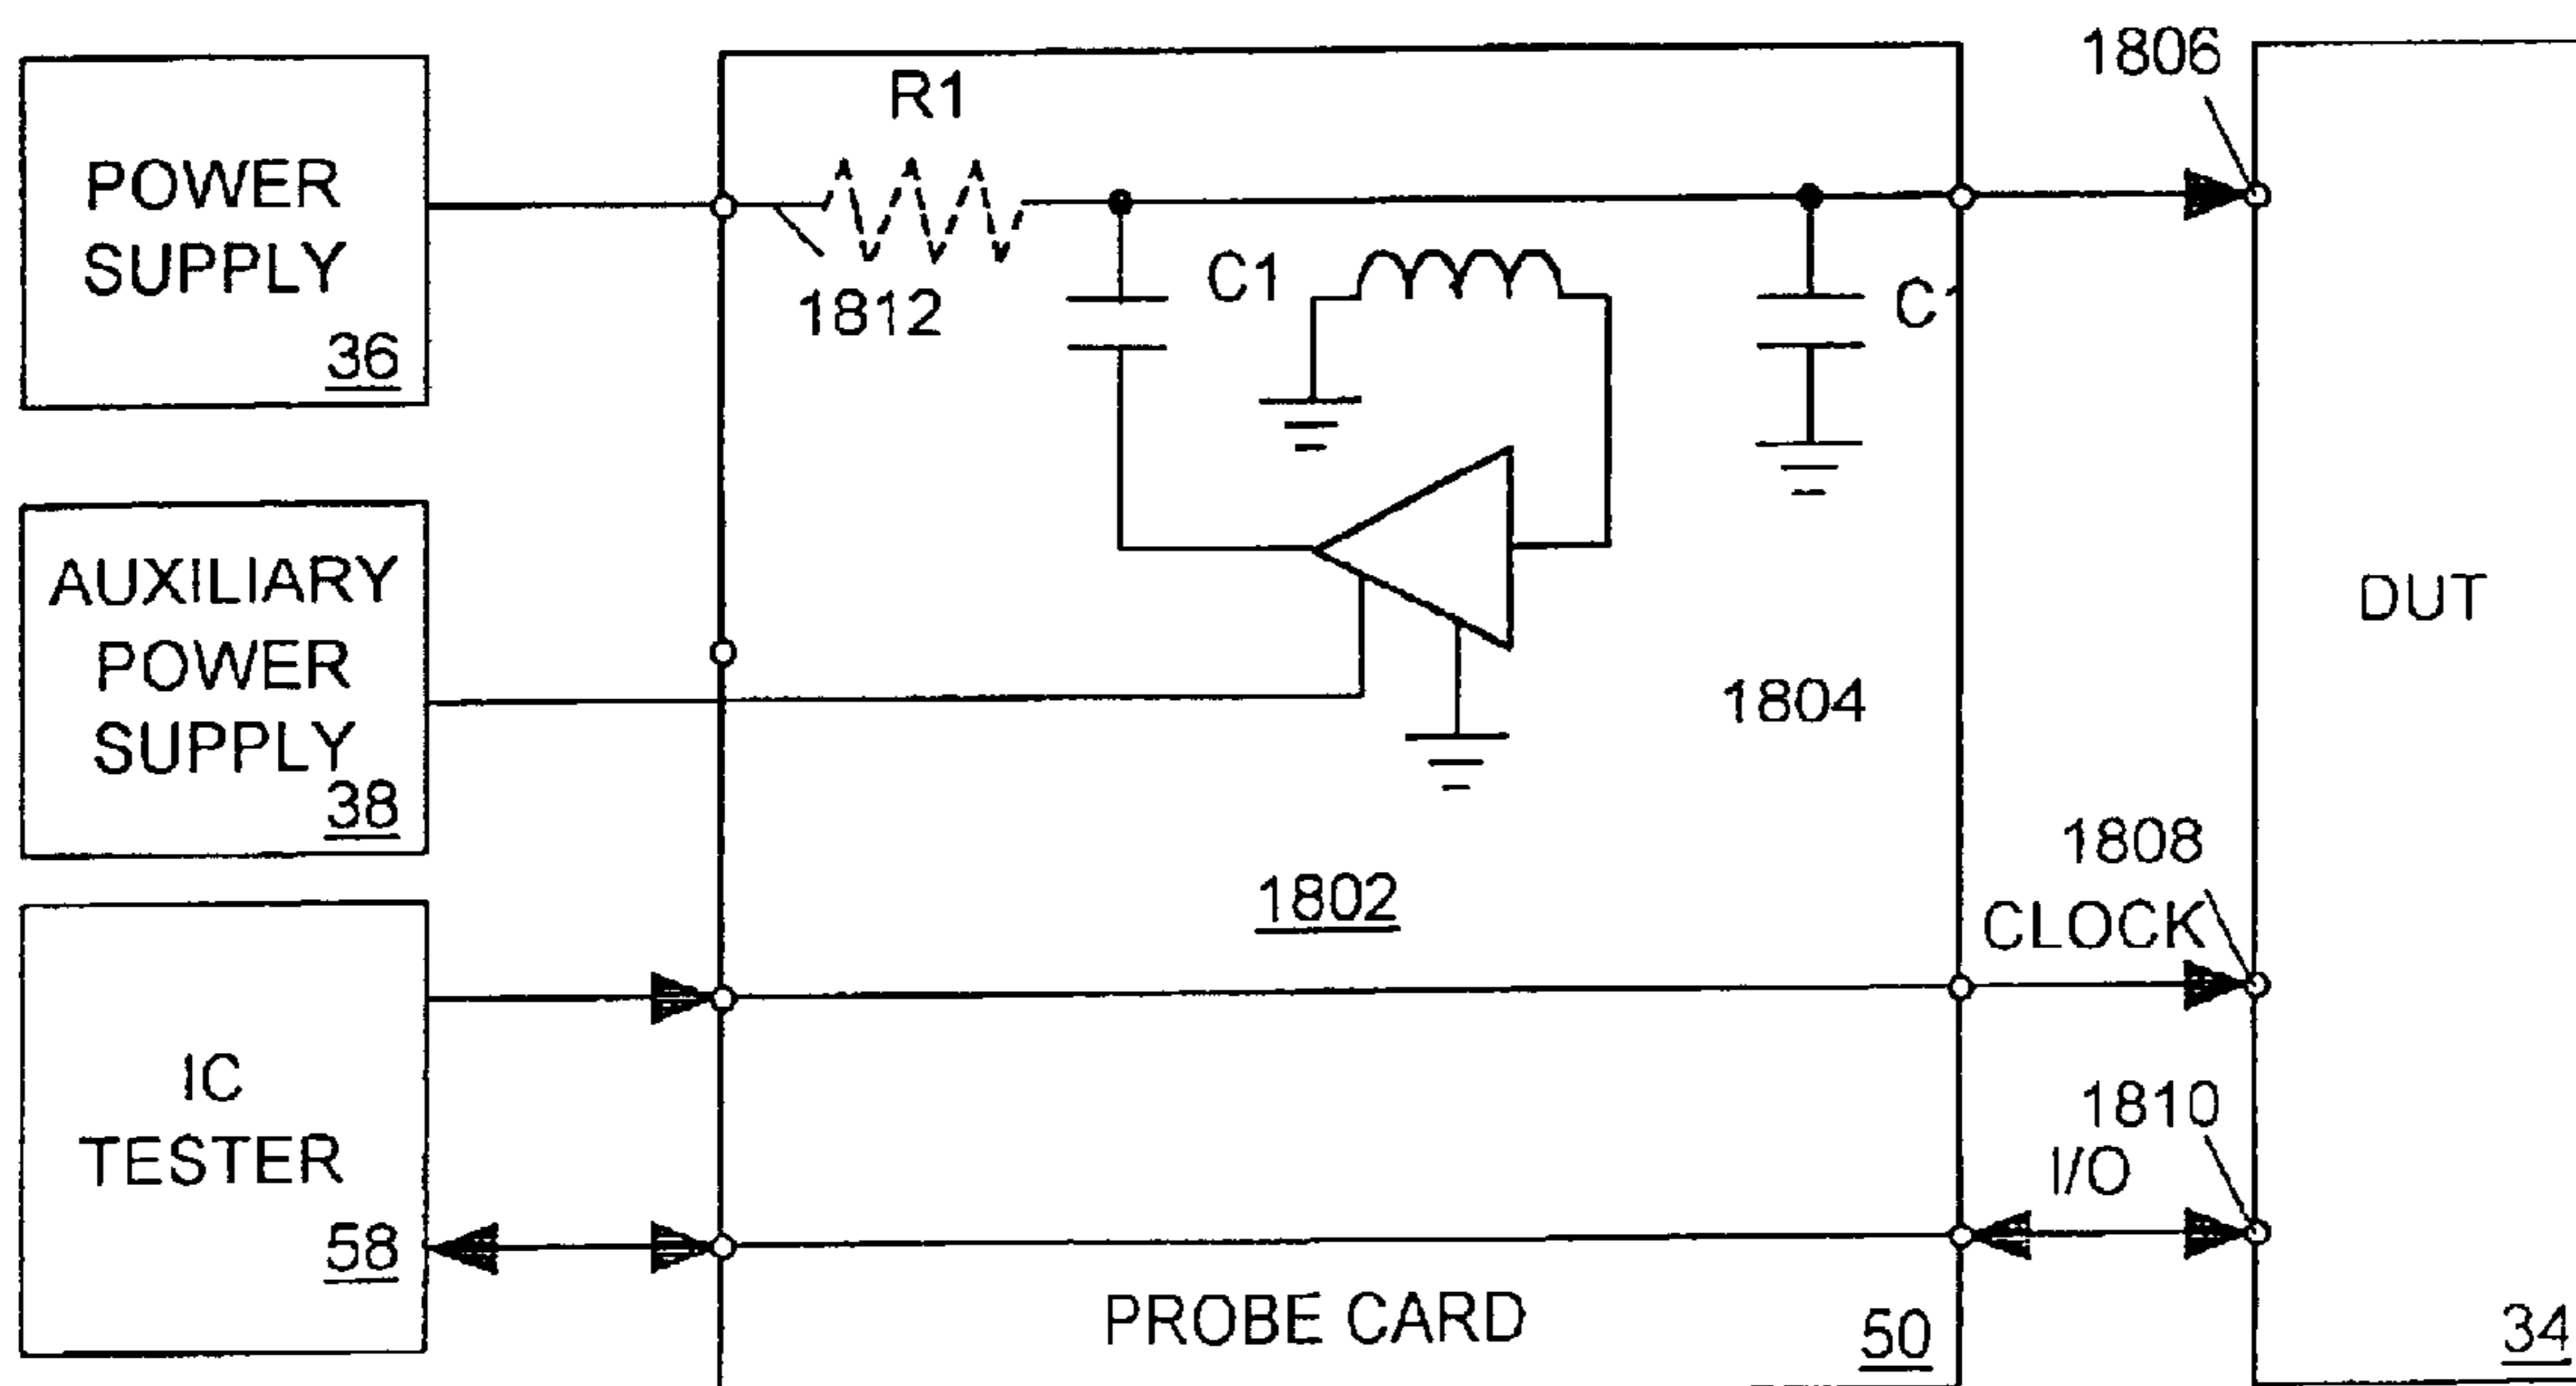 POWER
SUPPLY
36
AUXILIARY
POWER
SUPPLY
38
IC
TESTER
58
R1
1812
C1
C1
1804
1802
PROBE CARD
50
1806
1808
CLOCK
1810
I/O
DUT
34